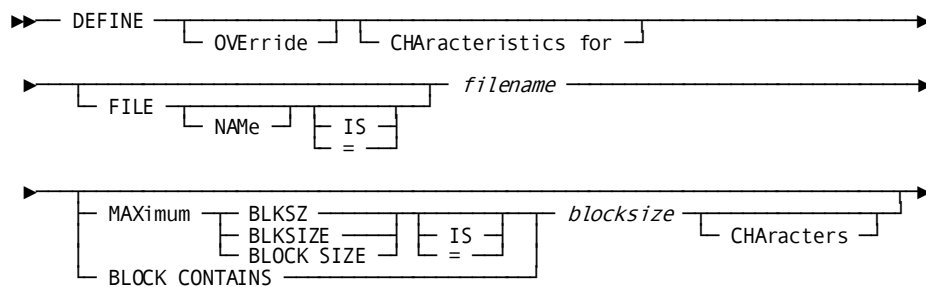 DEFINE
OVErride CHAracteristics for
filename
FILE
NAMe IS
=
MAXimum BLKSZ blocksize
BLKSIZE IS CHAracters
BLOCK SIZE =
BLOCK CONTAINS